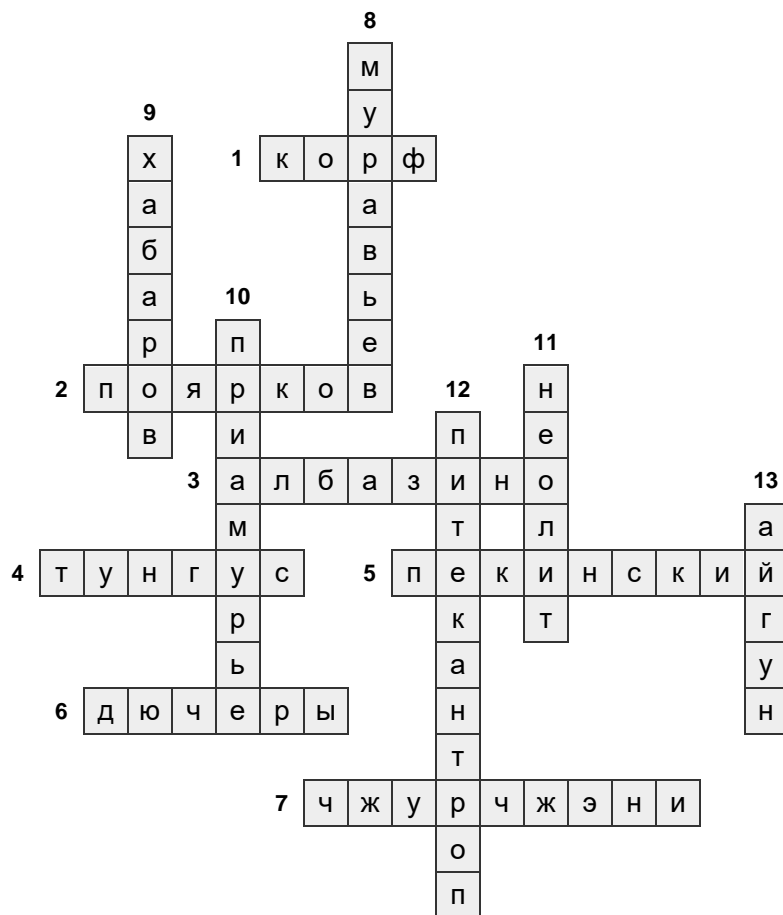 8
м
9 у
х 1 к о р ф
а а
б в
а 10 ь
р п е 11
2 п о я р к о в 12 н
в и п е
3 а л б а з и н о 13
м т л а
4 т у н г у с 5 п е к и н с к и й
р к т г
ь а у
6 д ю ч е р ы н н
т
7 ч ж у р ч ж э н и
о
п